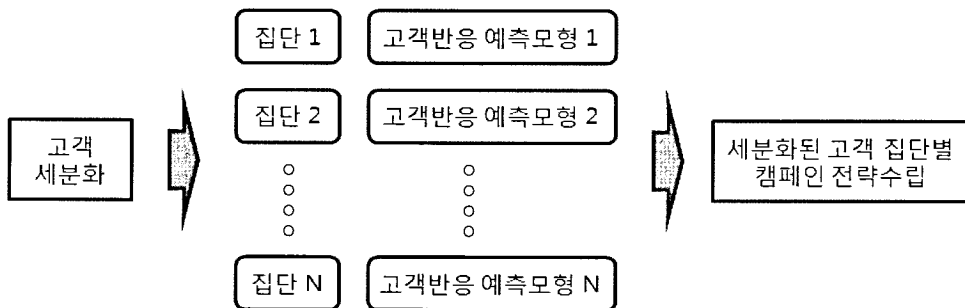 집단 1
고객반응 예측모형 1
집단 2
고객반응 예측모형 2
고객
세분화
세분화된 고객 집단별
캠페인 전략수립
집단 N
고객반응 예측모형 N